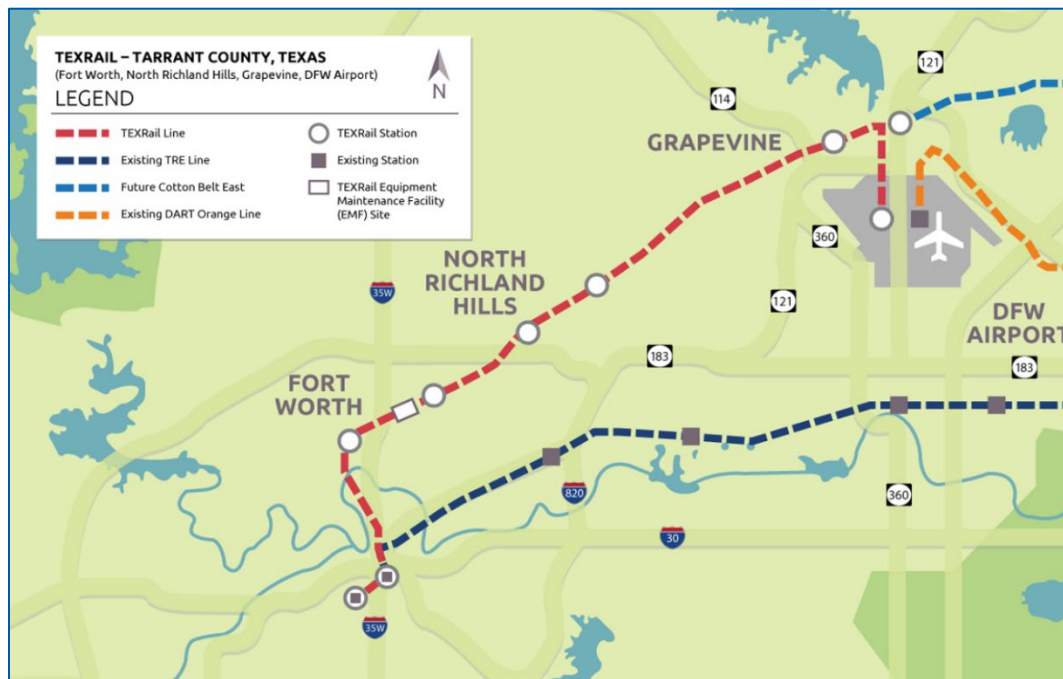 TEXRAIL – TARRANT COUNTY, TEXAS
(Fort Worth, North Richland Hills, Grapevine, DFW Airport)
LEGEND
N
TEXRail Line
Existing TRE Line
Future Cotton Belt East
Existing DART Orange Line
TEXRail Station
Existing Station
TEXRail Equipment
Maintenance Facility
(EMF) Site
121
114
GRAPEVINE
360
NORTH
RICHLAND
HILLS
35W
121
DFW
AIRPORT
183
183
FORT
WORTH
820
360
30
35W